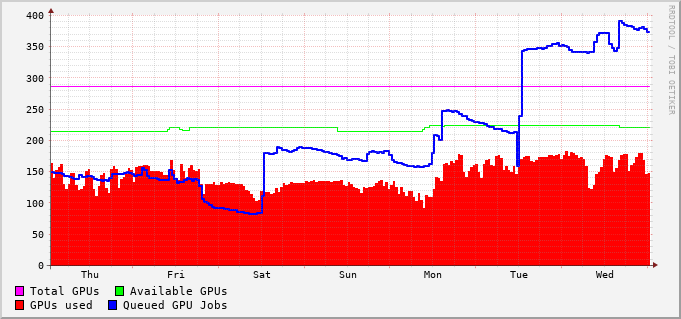 400
350
300
250
200
150
100
50
0
Thu Fri Sat Sun Mon Tue Wed
Total GPUs Available GPUs
GPUs used Queued GPU Jobs
RRDTOOL / TOBI OETIKER